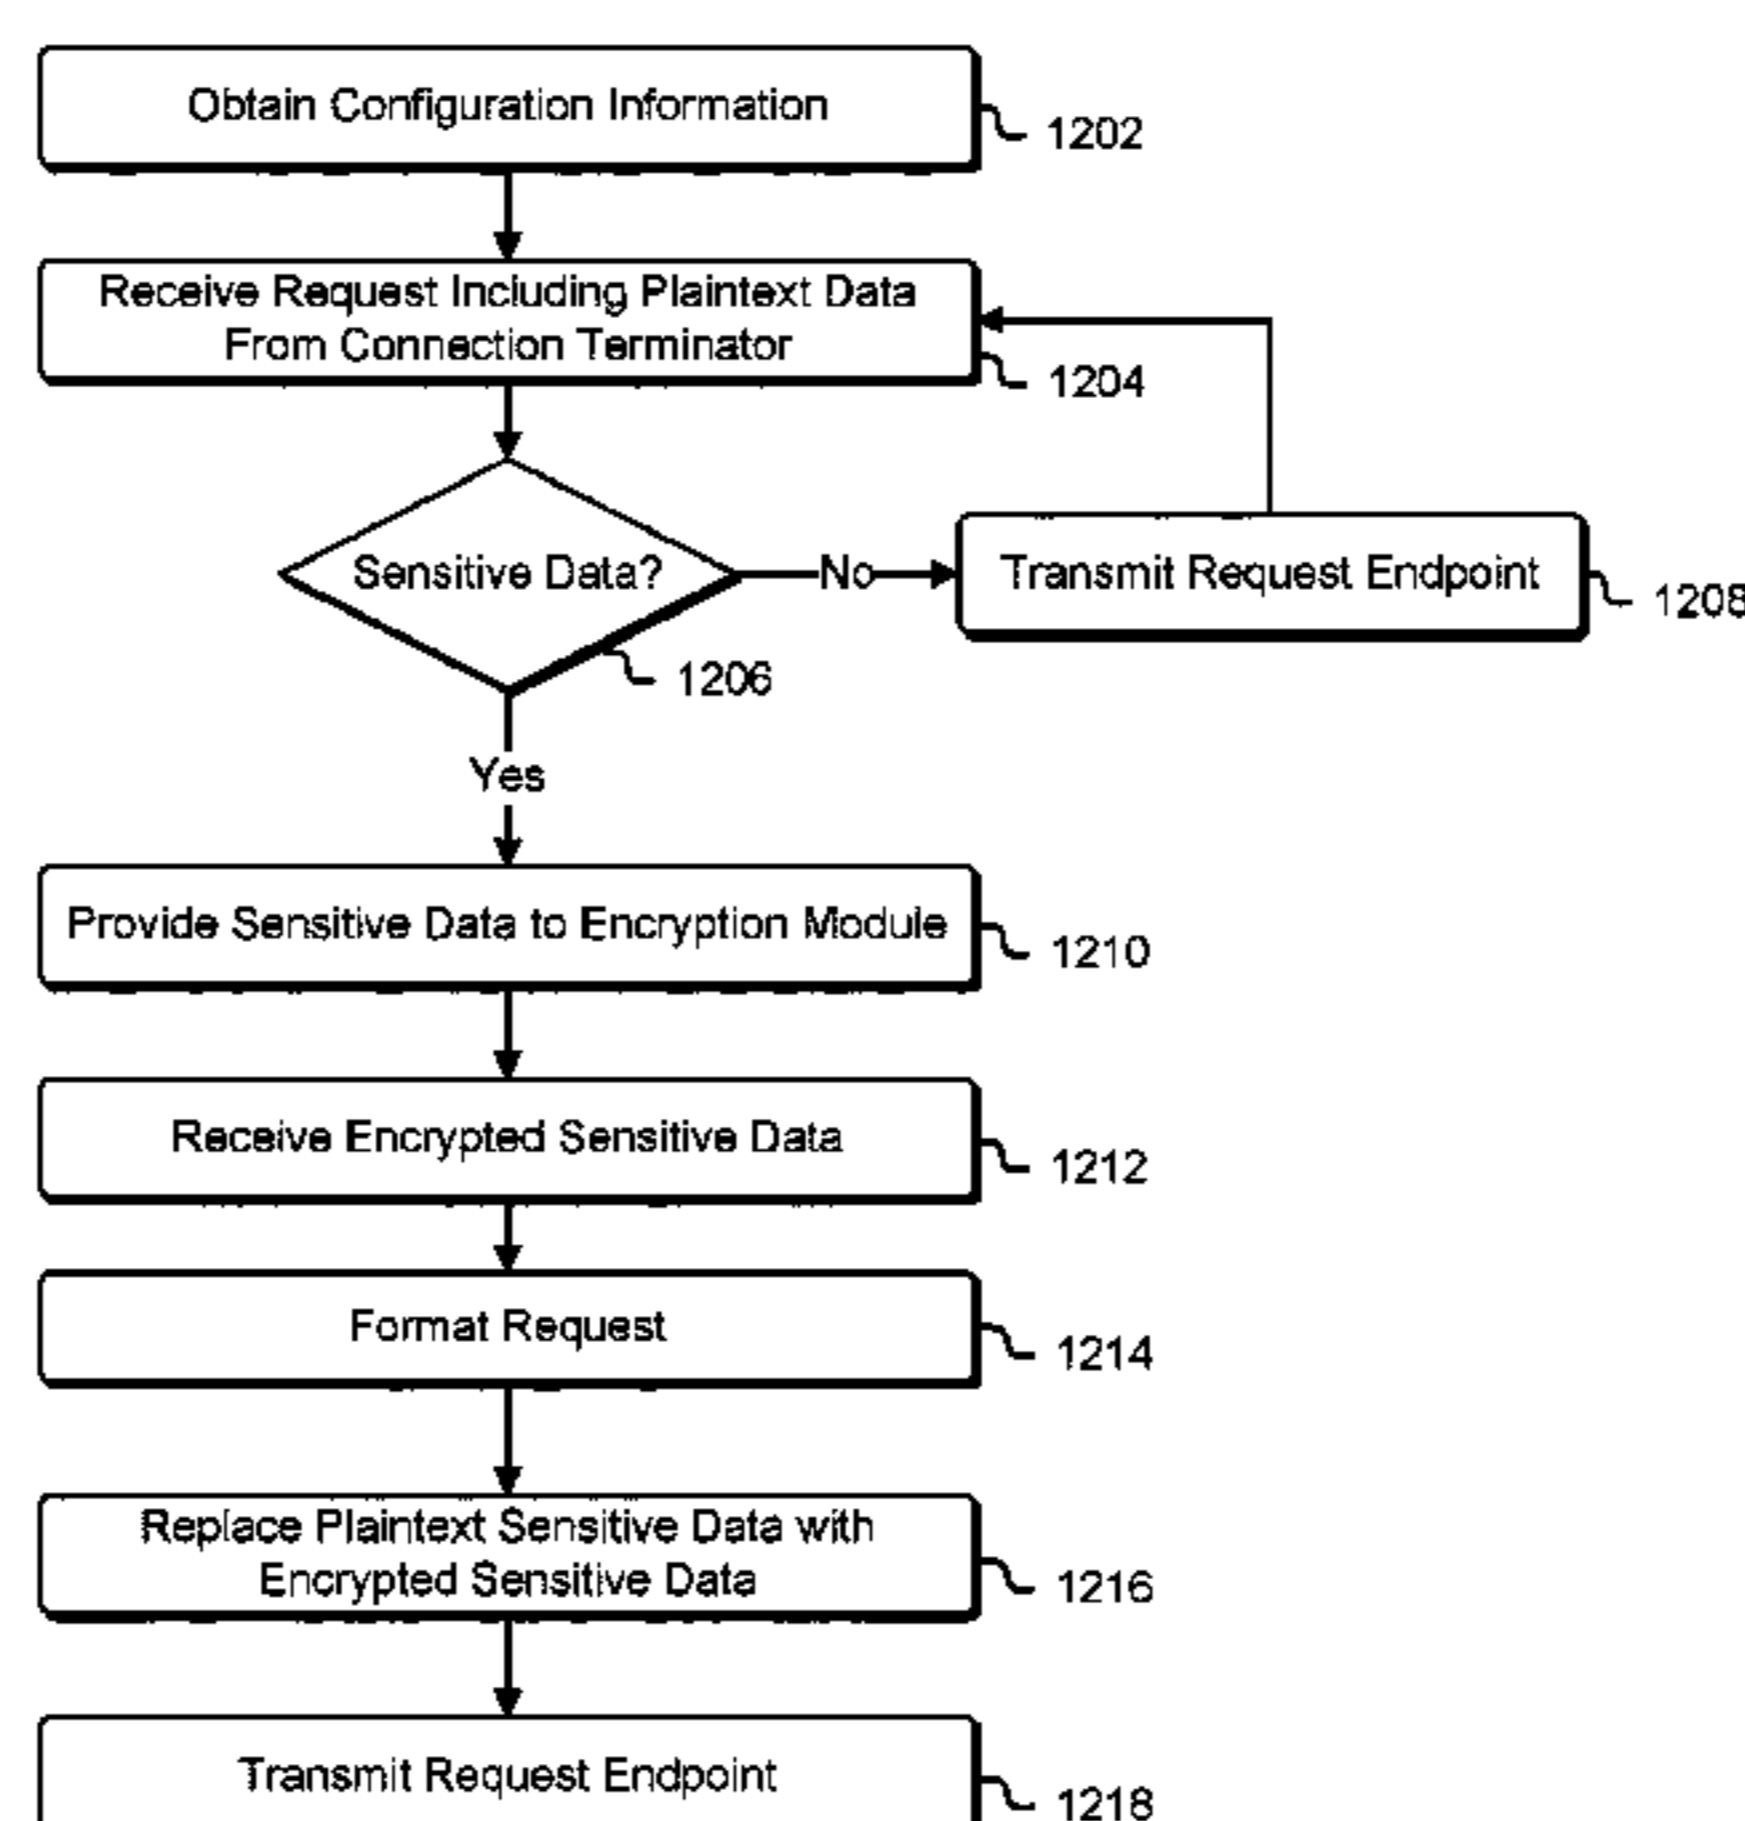 Obtain Configuration Information
1202
Receive Request Including Plaintext Data
From Connection Terminator
1204
Sensitive Data?
No
Transmit Request Endpoint
1208
1206
Yes
Provide Sensitive Data to Encryption Module
1210
Receive Encrypted Sensitive Data
1212
Format Request
1214
Replace Plaintext Sensitive Data with
Encrypted Sensitive Data
1216
Transmit Request Endpoint
1218